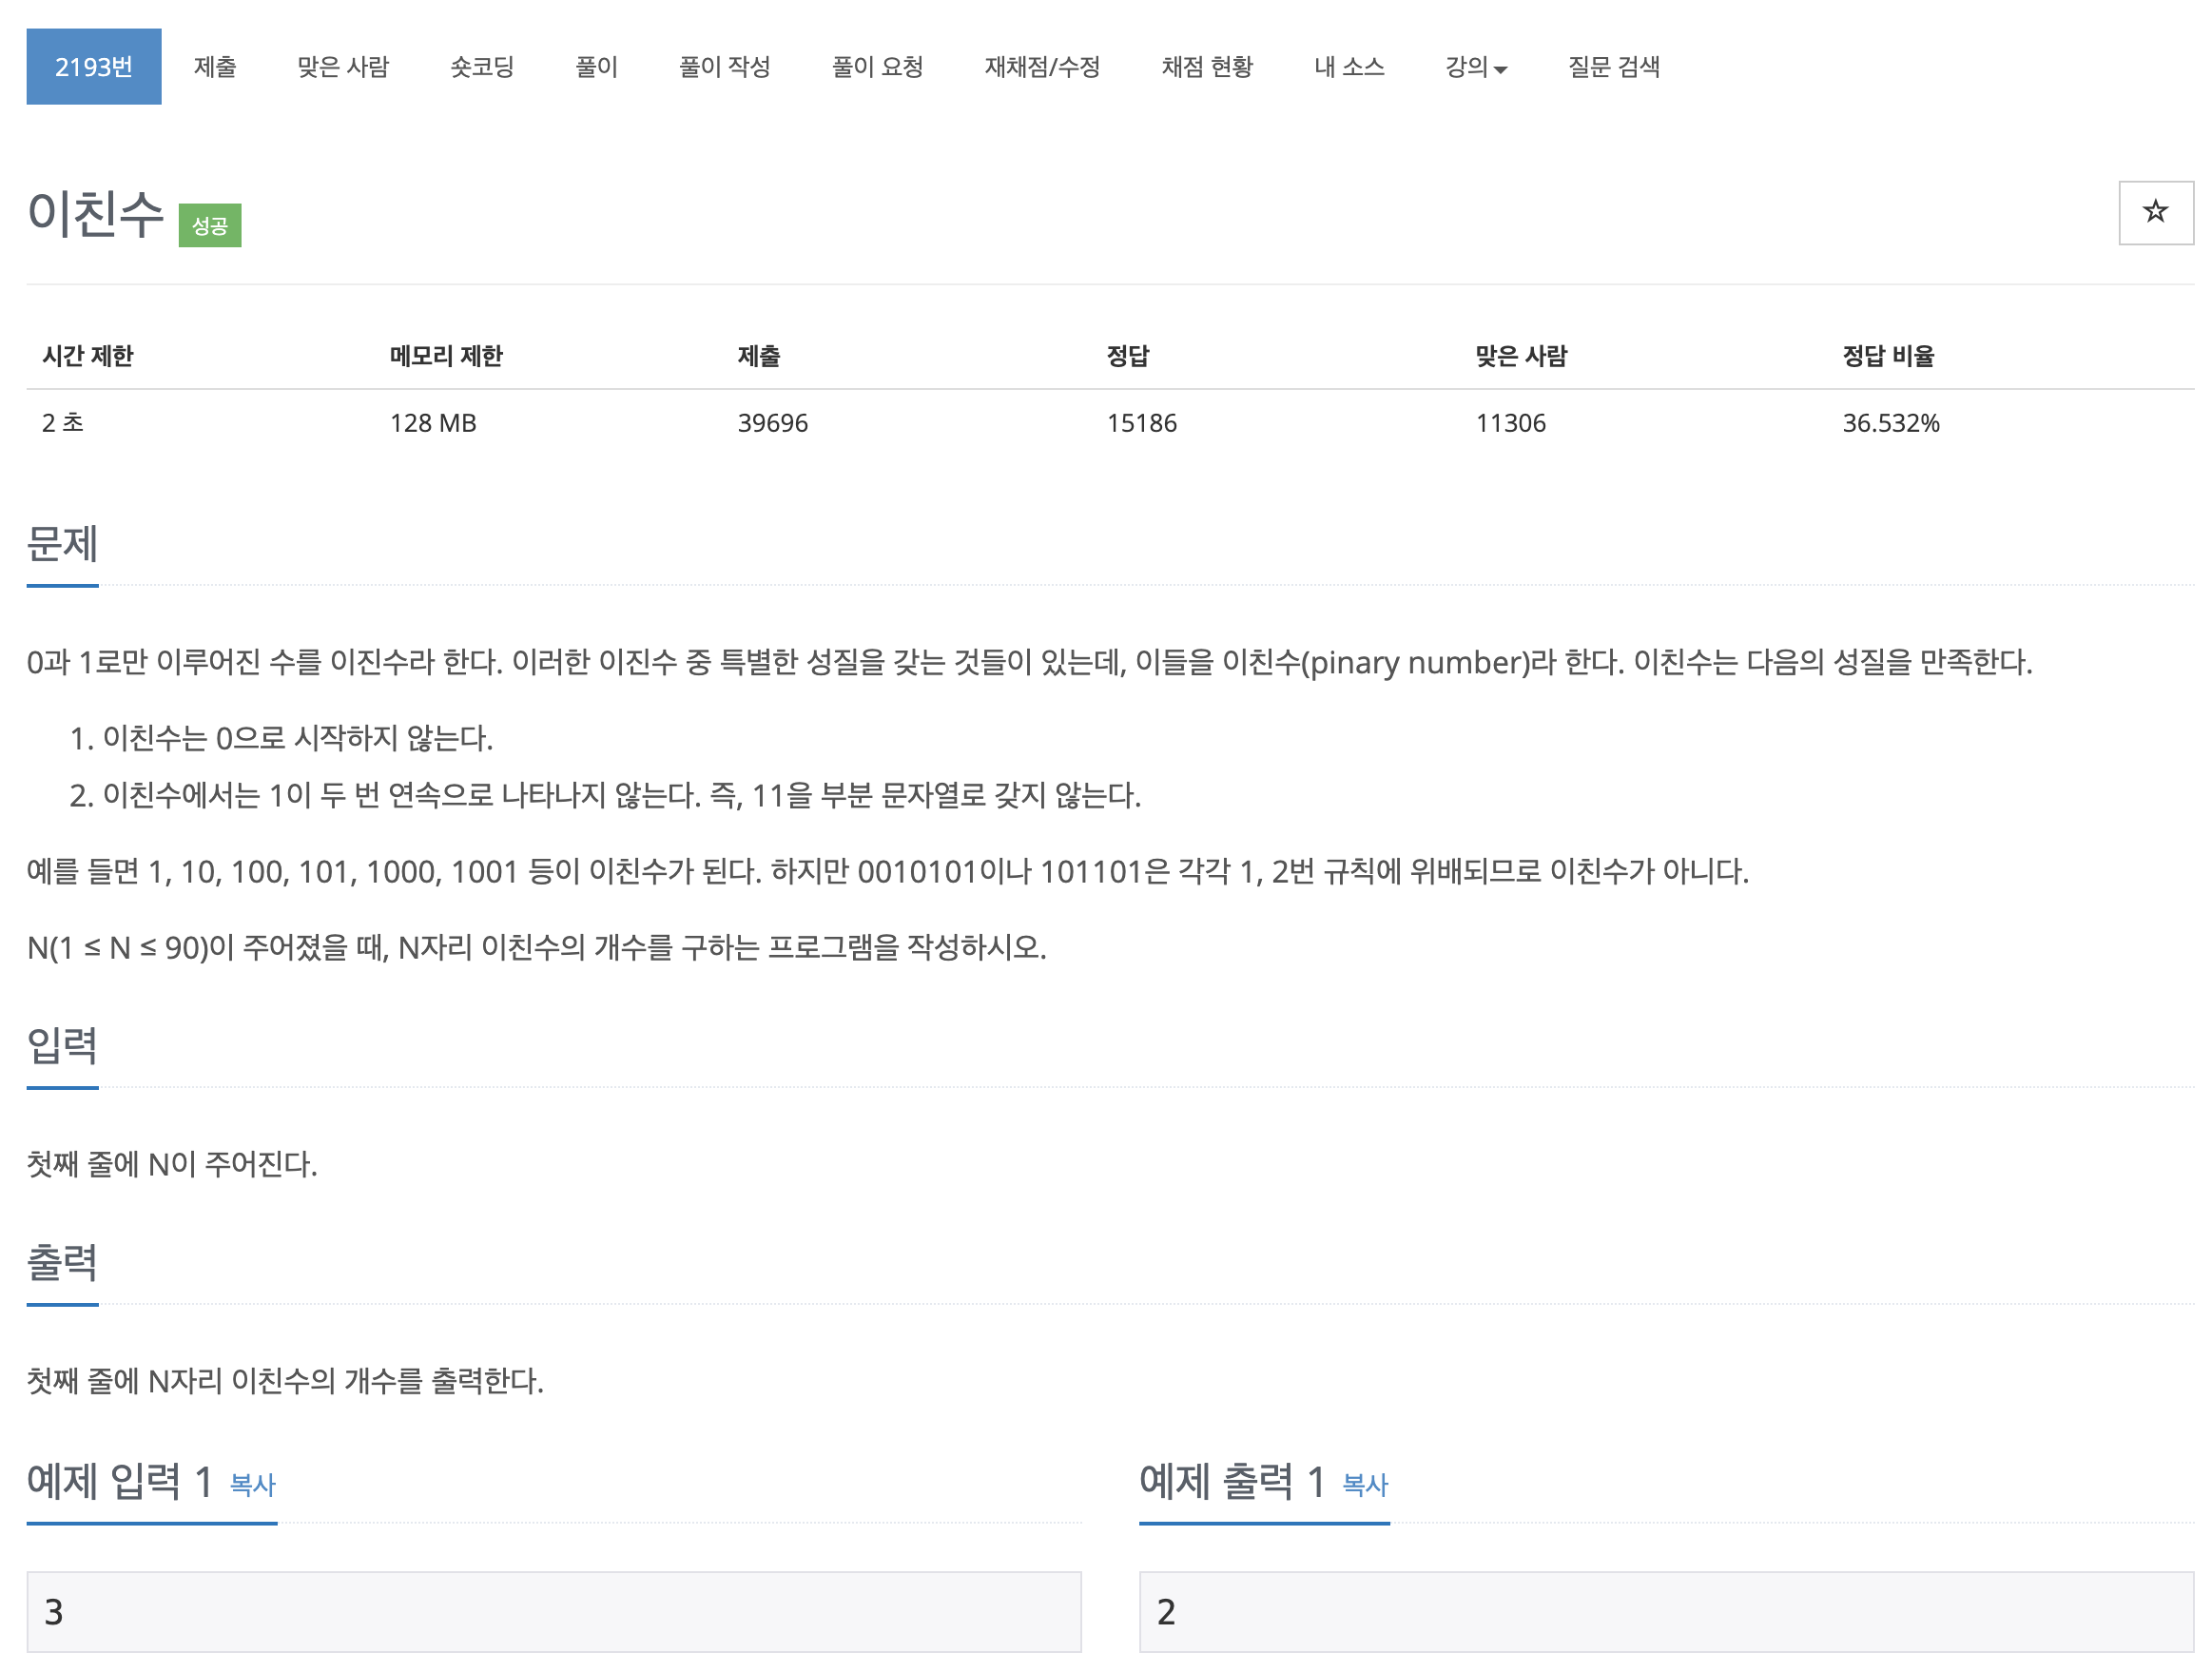 2193번 제출 맞은 사람 숏코딩 풀이 풀이 작성 풀이 요청 재채점/수정 채점 현황 내 소스 강의 질문 검색
이친수 성공 ☆
시간 제한 메모리 제한 제출 정답 맞은 사람 정답 비율
2 초 128 MB 39696 15186 11306 36.532%
문제
0과 1로만 이루어진 수를 이진수라 한다. 이러한 이진수 중 특별한 성질을 갖는 것들이 있는데, 이들을 이친수(pinary number)라 한다. 이친수는 다음의 성질을 만족한다.
1. 이친수는 0으로 시작하지 않는다.
2. 이친수에서는 1이 두 번 연속으로 나타나지 않는다. 즉, 11을 부분 문자열로 갖지 않는다.
예를 들면 1, 10, 100, 101, 1000, 1001 등이 이친수가 된다. 하지만 0010101이나 101101은 각각 1, 2번 규칙에 위배되므로 이친수가 아니다.
N(1 ≤ N ≤ 90)이 주어졌을 때, N자리 이친수의 개수를 구하는 프로그램을 작성하시오.
입력
첫째 줄에 N이 주어진다.
출력
첫째 줄에 N자리 이친수의 개수를 출력한다.
예제 입력 1 복사
3
예제 출력 1 복사
2